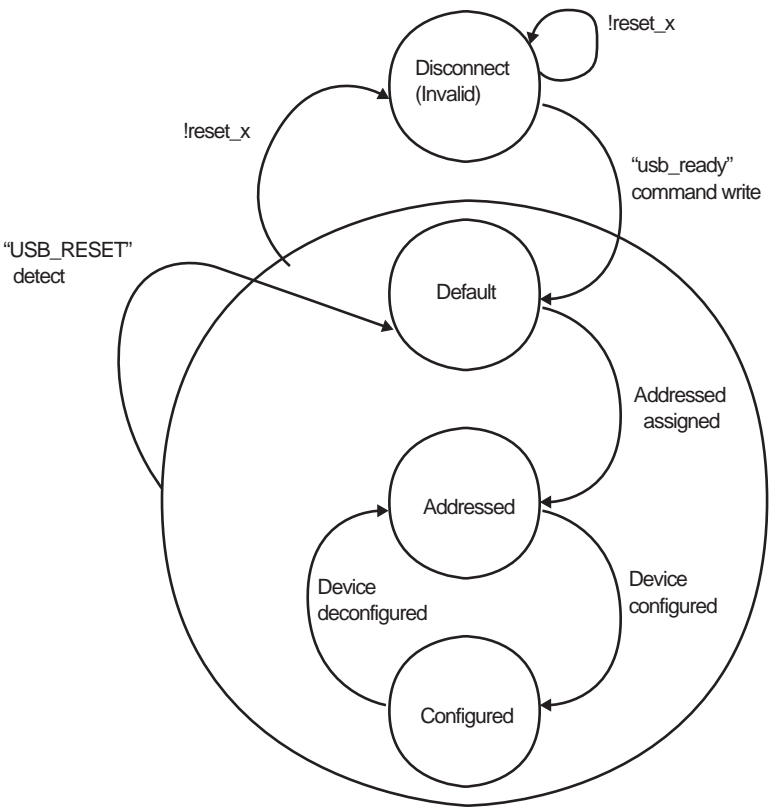 !reset_x
Disconnect
(Invalid)
!reset_x
“usb_ready”
command write
“USB_RESET”
detect
Default
Addressed
assigned
Addressed
Device
deconfigured
Device
configured
Configured